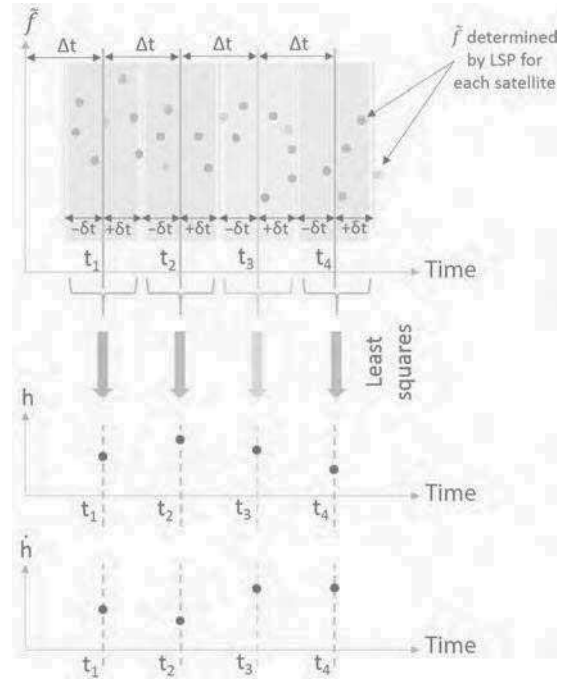 f̃
Δt Δt Δt Δt
f̃ determined
by LSP for
each satellite
−δt +δt −δt +δt −δt +δt −δt +δt
t₁ t₂ t₃ t₄
Time
Least
squares
h
t₁ t₂ t₃ t₄
Time
ḣ
t₁ t₂ t₃ t₄
Time